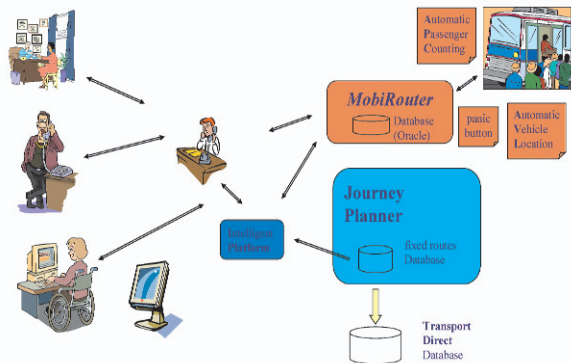 Automatic
Passenger
Counting
MobiRouter
Database
(Oracle)
panic
button
Automatic
Vehicle
Location
Journey
Planner
fixed routes
Database
Intelligent
Platform
Transport
Direct
Database